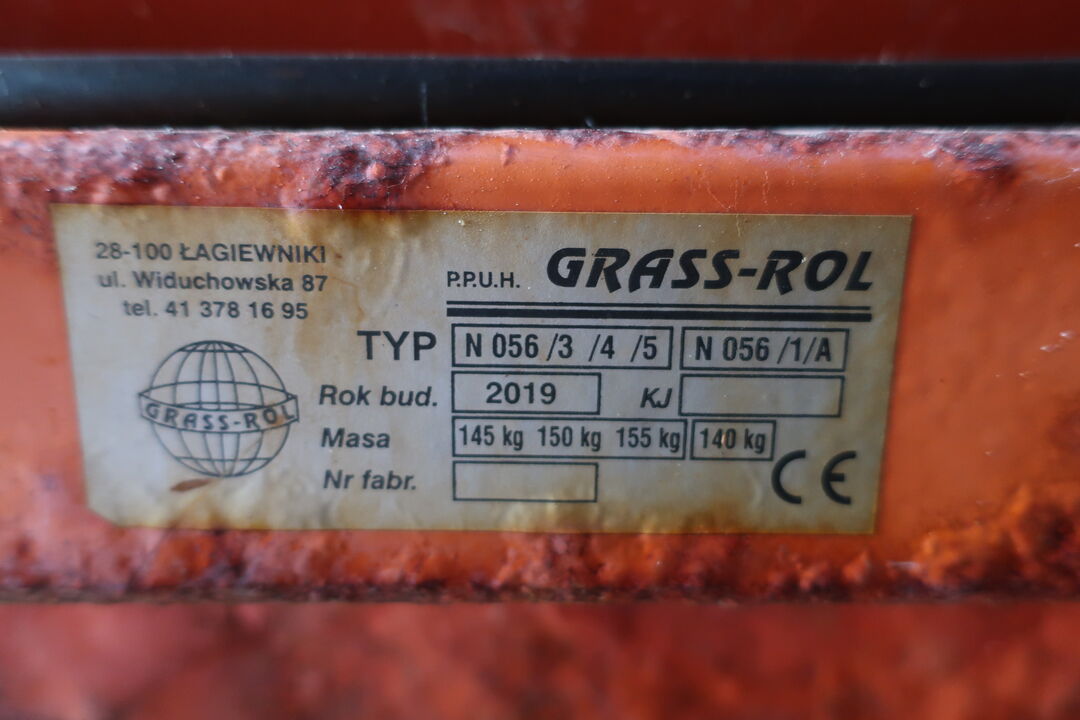 28-100 ŁAGIEWNIKI
ul. Widuchowska 87
tel. 41 378 16 95
P.P.U.H. GRASS-ROL
GRASS-ROL
TYP N 056 /3 /4 /5 N 056 /1/A
Rok bud. 2019 KJ
Masa 145 kg 150 kg 155 kg 140 kg
Nr fabr.
CE